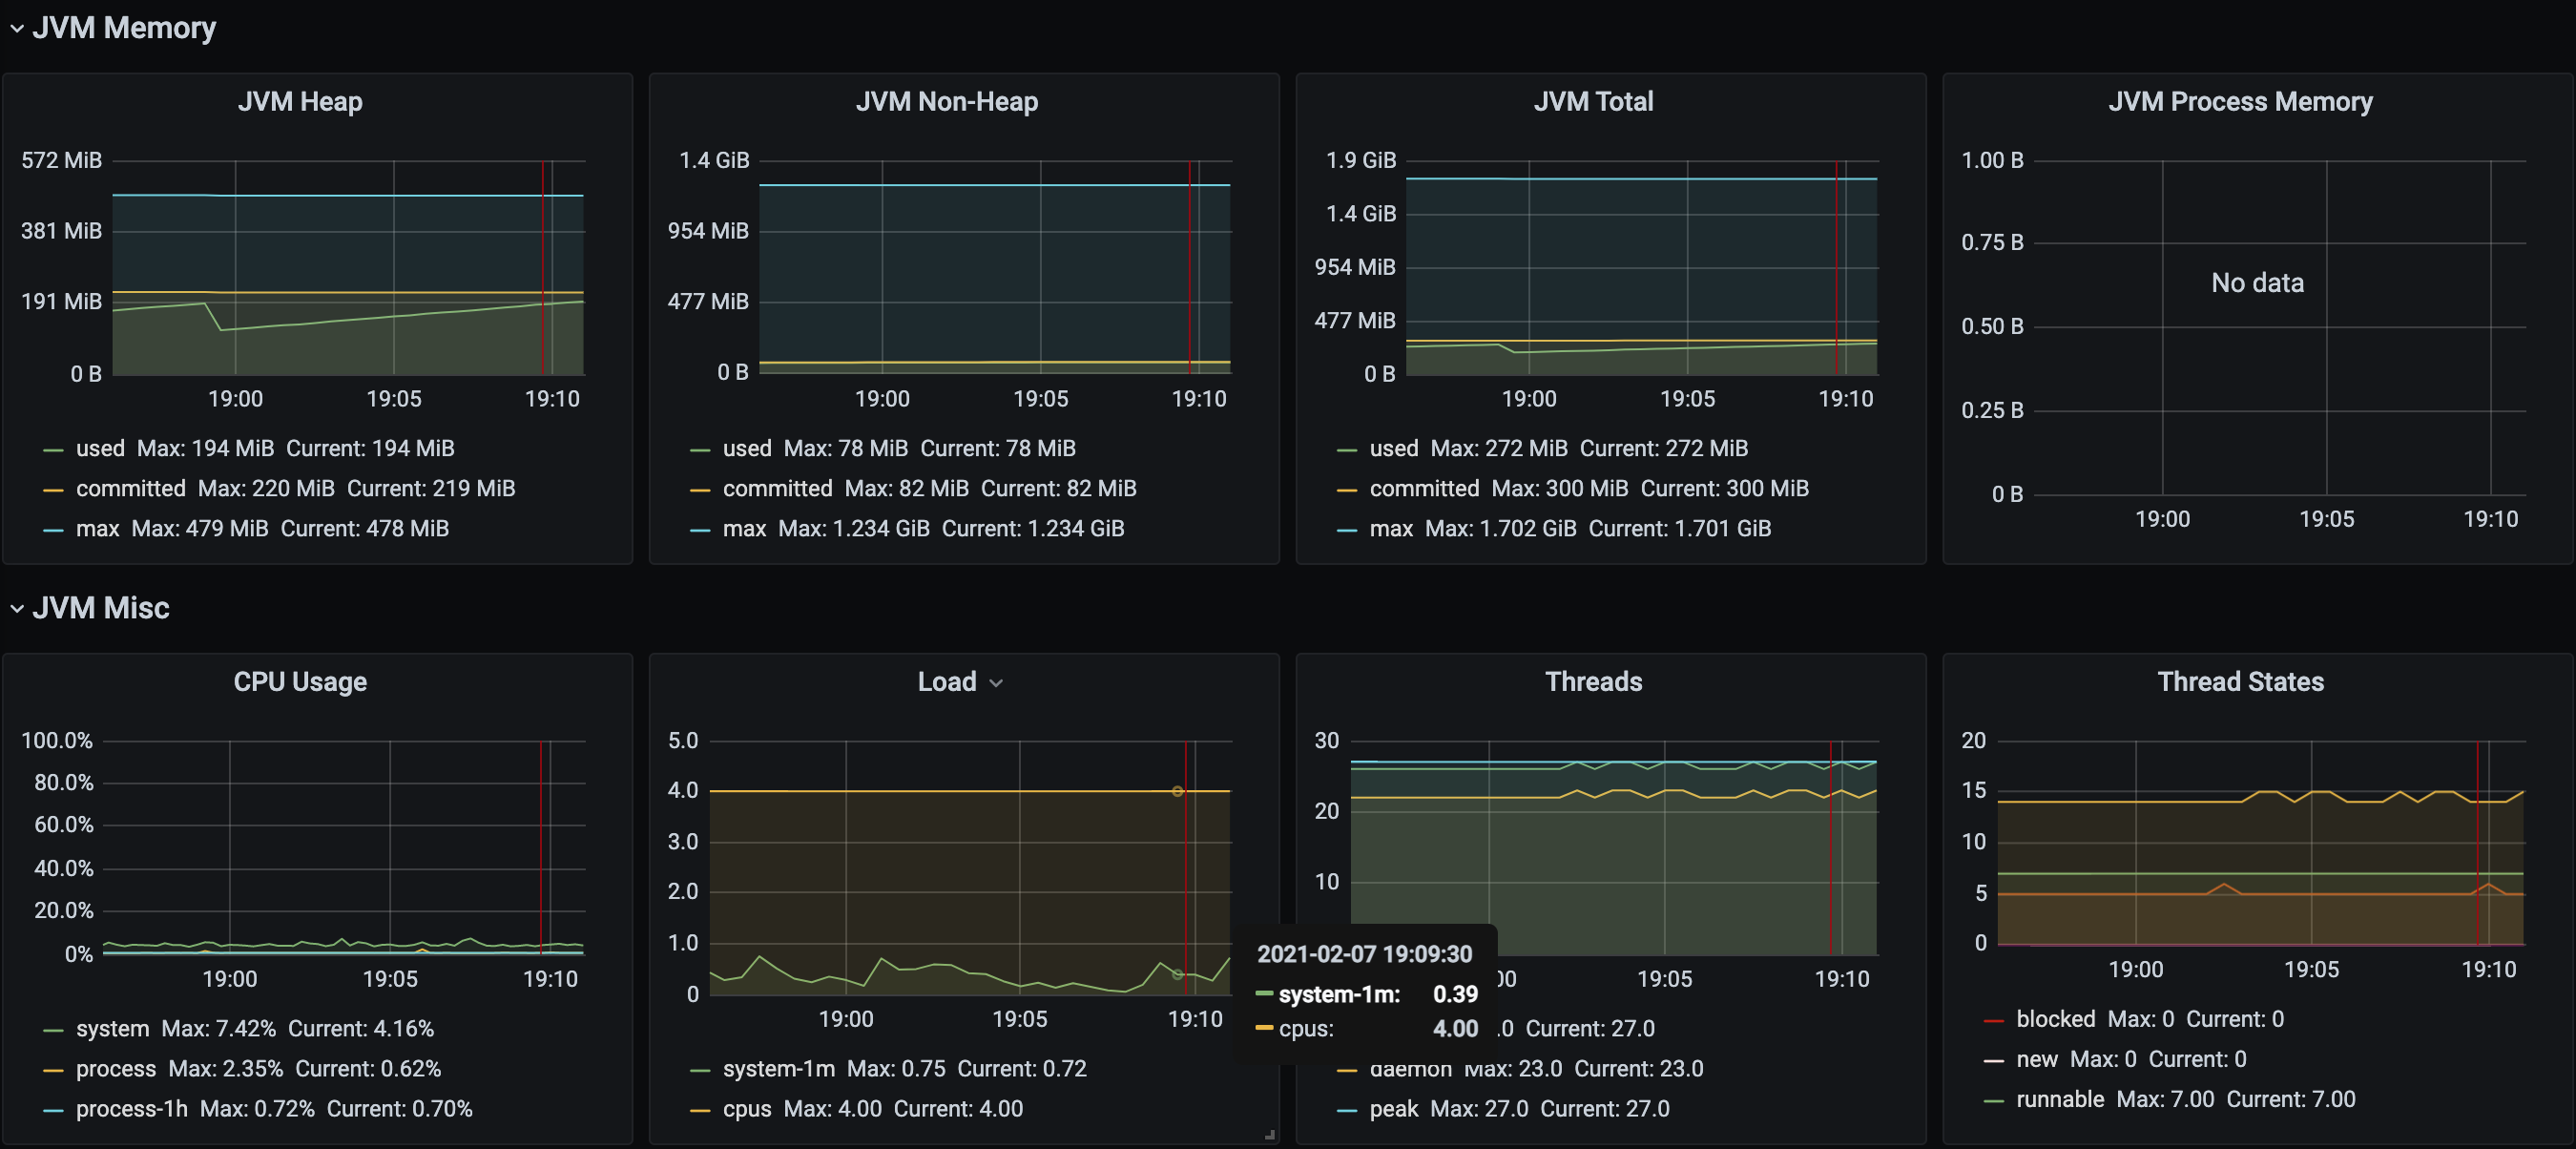 JVM Memory
JVM Heap
572 MiB
381 MiB
191 MiB
0 B
19:00 19:05 19:10
used Max: 194 MiB Current: 194 MiB
committed Max: 220 MiB Current: 219 MiB
max Max: 479 MiB Current: 478 MiB
JVM Non-Heap
1.4 GiB
954 MiB
477 MiB
0 B
19:00 19:05 19:10
used Max: 78 MiB Current: 78 MiB
committed Max: 82 MiB Current: 82 MiB
max Max: 1.234 GiB Current: 1.234 GiB
JVM Total
1.9 GiB
1.4 GiB
954 MiB
477 MiB
0 B
19:00 19:05 19:10
used Max: 272 MiB Current: 272 MiB
committed Max: 300 MiB Current: 300 MiB
max Max: 1.702 GiB Current: 1.701 GiB
JVM Process Memory
1.00 B
0.75 B
No data
0.50 B
0.25 B
0 B
19:00 19:05 19:10
JVM Misc
CPU Usage
100.0%
80.0%
60.0%
40.0%
20.0%
0%
19:00 19:05 19:10
system Max: 7.42% Current: 4.16%
process Max: 2.35% Current: 0.62%
process-1h Max: 0.72% Current: 0.70%
Load
5.0
4.0
3.0
2.0
1.0
0
19:00 19:05 19:10
system-1m Max: 0.75 Current: 0.72
cpus Max: 4.00 Current: 4.00
2021-02-07 19:09:30
system-1m: 0.39
cpus: 4.00
Threads
30
20
10
00 19:05 19:10
.0 Current: 27.0
daemon Max: 23.0 Current: 23.0
peak Max: 27.0 Current: 27.0
Thread States
20
15
10
5
0
19:00 19:05 19:10
blocked Max: 0 Current: 0
new Max: 0 Current: 0
runnable Max: 7.00 Current: 7.00